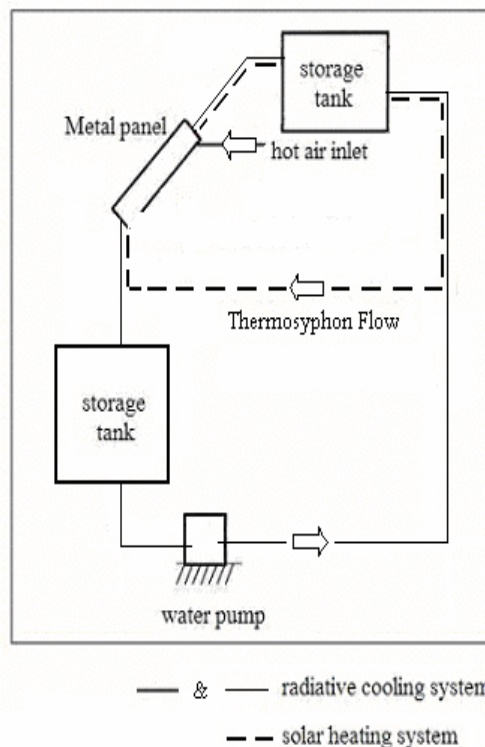 storage
tank
Metal panel
hot air inlet
Thermosyphon Flow
storage
tank
water pump
& radiative cooling system
solar heating system